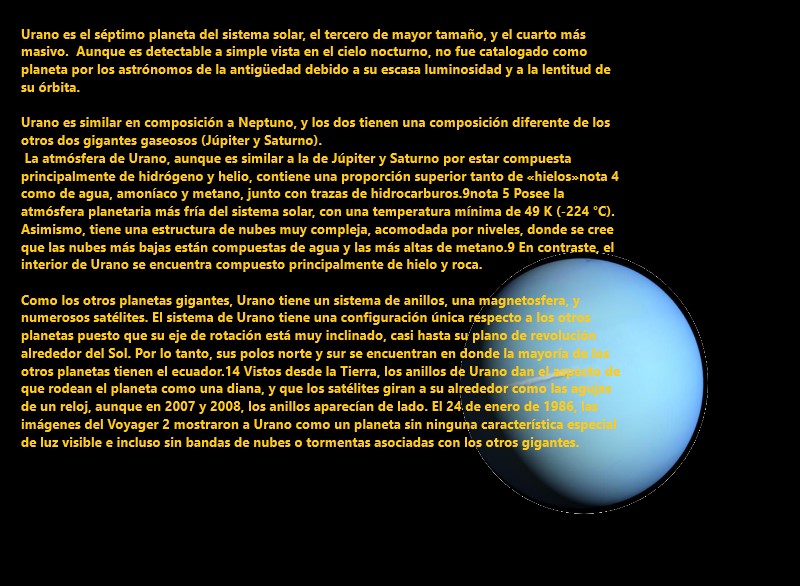 Urano es el séptimo planeta del sistema solar, el tercero de mayor tamaño, y el cuarto más
masivo.  Aunque es detectable a simple vista en el cielo nocturno, no fue catalogado como
planeta por los astrónomos de la antigüedad debido a su escasa luminosidad y a la lentitud de
su órbita.
Urano es similar en composición a Neptuno, y los dos tienen una composición diferente de los
otros dos gigantes gaseosos (Júpiter y Saturno).
La atmósfera de Urano, aunque es similar a la de Júpiter y Saturno por estar compuesta
principalmente de hidrógeno y helio, contiene una proporción superior tanto de «hielos»nota 4
como de agua, amoníaco y metano, junto con trazas de hidrocarburos.9nota 5 Posee la
atmósfera planetaria más fría del sistema solar, con una temperatura mínima de 49 K (-224 °C).
Asimismo, tiene una estructura de nubes muy compleja, acomodada por niveles, donde se cree
que las nubes más bajas están compuestas de agua y las más altas de metano.9 En contraste, el
interior de Urano se encuentra compuesto principalmente de hielo y roca.
Como los otros planetas gigantes, Urano tiene un sistema de anillos, una magnetosfera, y
numerosos satélites. El sistema de Urano tiene una configuración única respecto a los otros
planetas puesto que su eje de rotación está muy inclinado, casi hasta su plano de revolución
alrededor del Sol. Por lo tanto, sus polos norte y sur se encuentran en donde la mayoría de los
otros planetas tienen el ecuador.14 Vistos desde la Tierra, los anillos de Urano dan el aspecto de
que rodean el planeta como una diana, y que los satélites giran a su alrededor como las agujas
de un reloj, aunque en 2007 y 2008, los anillos aparecían de lado. El 24 de enero de 1986, las
imágenes del Voyager 2 mostraron a Urano como un planeta sin ninguna característica especial
de luz visible e incluso sin bandas de nubes o tormentas asociadas con los otros gigantes.